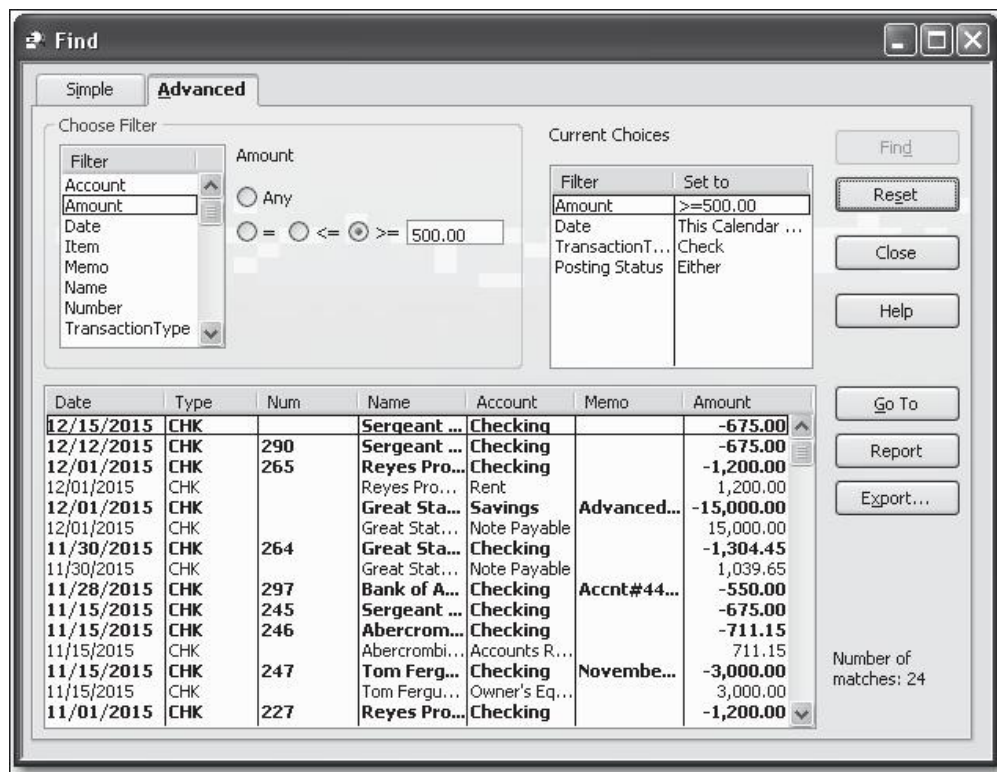 Find
Simple Advanced
Choose Filter
Filter
Account
Amount
Date
Item
Memo
Name
Number
TransactionType
Amount
Any
= <= >= 500.00
Current Choices
Filter Set to
Amount >=500.00
Date This Calendar ...
TransactionT... Check
Posting Status Either
Find
Reset
Close
Help
Date Type Num Name Account Memo Amount
12/15/2015 CHK Sergeant ... Checking -675.00
12/12/2015 CHK 290 Sergeant ... Checking -675.00
12/01/2015 CHK 265 Reyes Pro... Checking -1,200.00
12/01/2015 CHK Reyes Pro... Rent 1,200.00
12/01/2015 CHK Great Sta... Savings Advanced... -15,000.00
12/01/2015 CHK Great Stat... Note Payable 15,000.00
11/30/2015 CHK 264 Great Sta... Checking -1,304.45
11/30/2015 CHK Great Stat... Note Payable 1,039.65
11/28/2015 CHK 297 Bank of A... Checking Accnt#44... -550.00
11/15/2015 CHK 245 Sergeant ... Checking -675.00
11/15/2015 CHK 246 Abercrom... Checking -711.15
11/15/2015 CHK Abercrombi... Accounts R... 711.15
11/15/2015 CHK 247 Tom Ferg... Checking Novembe... -3,000.00
11/15/2015 CHK Tom Fergu... Owner's Eq... 3,000.00
11/01/2015 CHK 227 Reyes Pro... Checking -1,200.00
Go To
Report
Export...
Number of
matches: 24